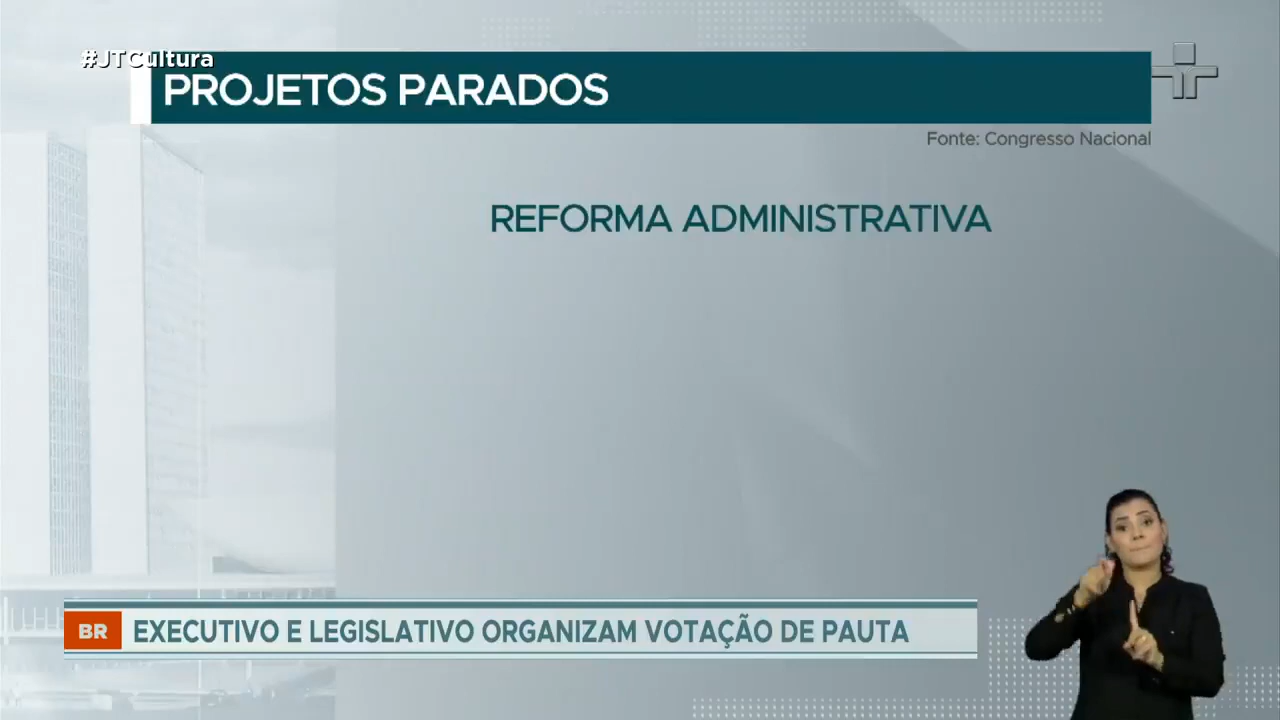 #JTCultura
PROJETOS PARADOS
Fonte: Congresso Nacional
REFORMA ADMINISTRATIVA
BR EXECUTIVO E LEGISLATIVO ORGANIZAM VOTAÇÃO DE PAUTA